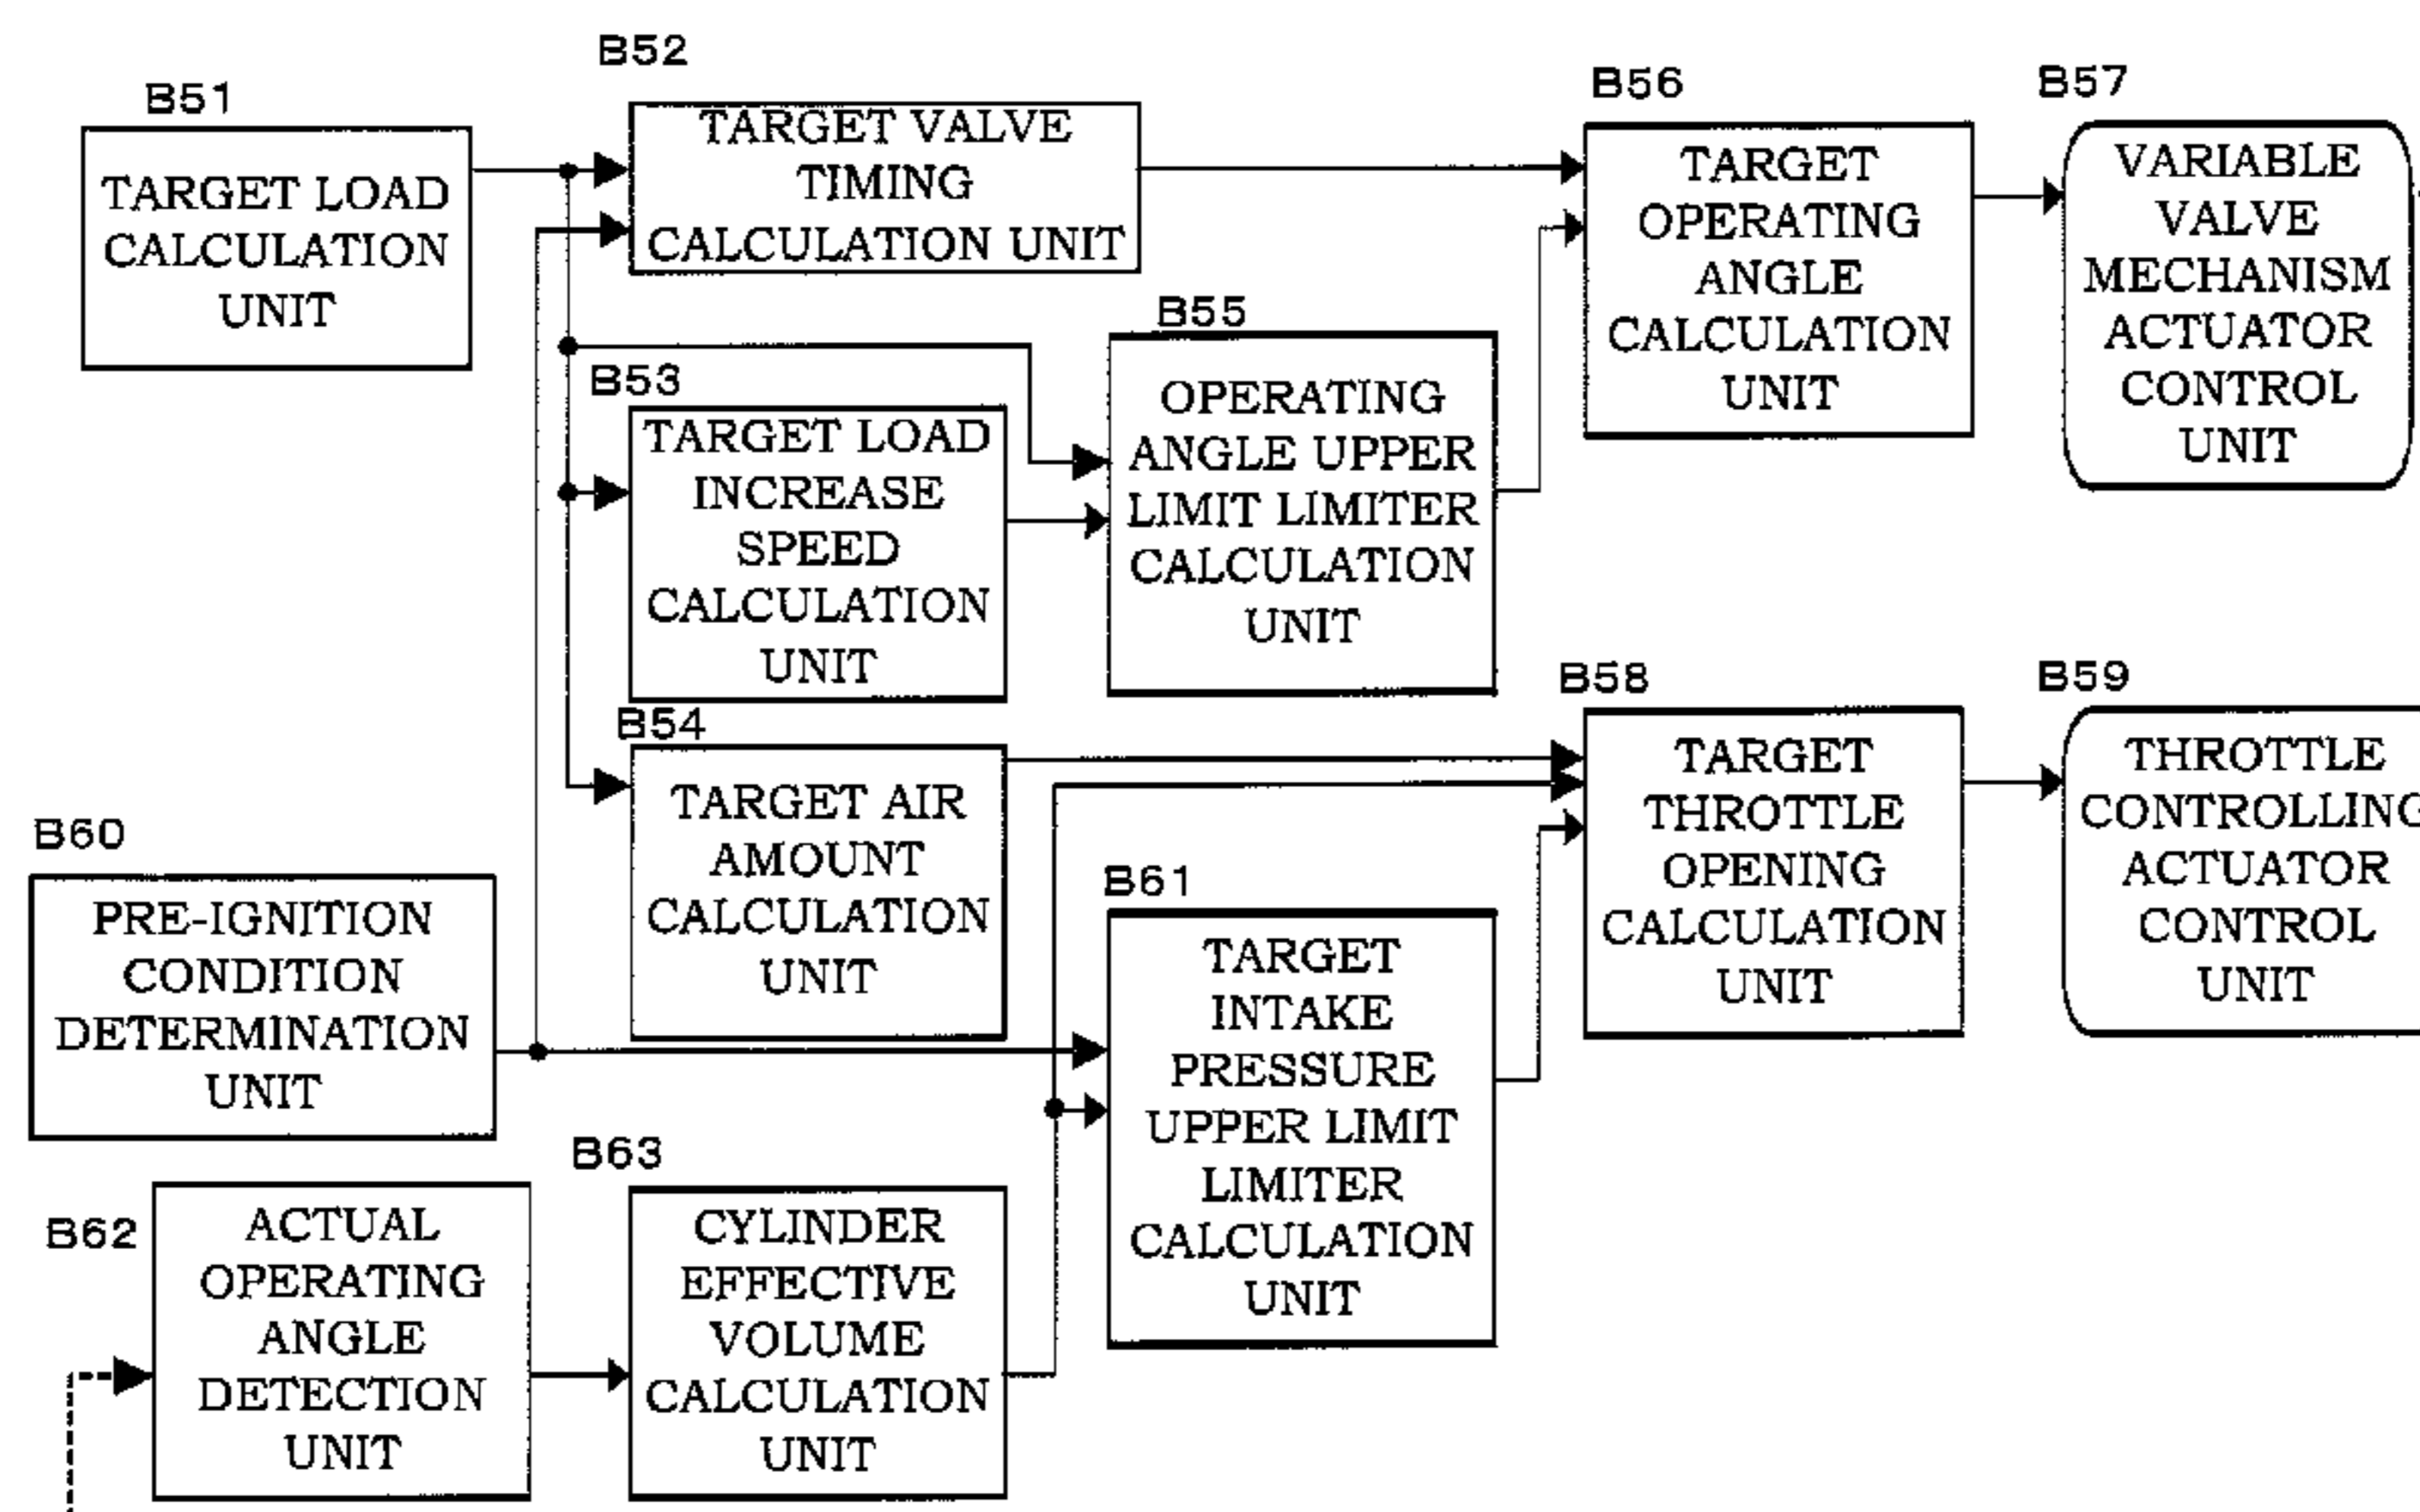 B51
TARGET LOAD
CALCULATION
UNIT
B52
TARGET VALVE
TIMING
CALCULATION UNIT
B53
TARGET LOAD
INCREASE
SPEED
CALCULATION
UNIT
B54
TARGET AIR
AMOUNT
CALCULATION
UNIT
B55
OPERATING
ANGLE UPPER
LIMIT LIMITER
CALCULATION
UNIT
B56
TARGET
OPERATING
ANGLE
CALCULATION
UNIT
B57
VARIABLE
VALVE
MECHANISM
ACTUATOR
CONTROL
UNIT
B58
TARGET
THROTTLE
OPENING
CALCULATION
UNIT
B59
THROTTLE
CONTROLLING
ACTUATOR
CONTROL
UNIT
B60
PRE-IGNITION
CONDITION
DETERMINATION
UNIT
B61
TARGET
INTAKE
PRESSURE
UPPER LIMIT
LIMITER
CALCULATION
UNIT
B62
ACTUAL
OPERATING
ANGLE
DETECTION
UNIT
B63
CYLINDER
EFFECTIVE
VOLUME
CALCULATION
UNIT